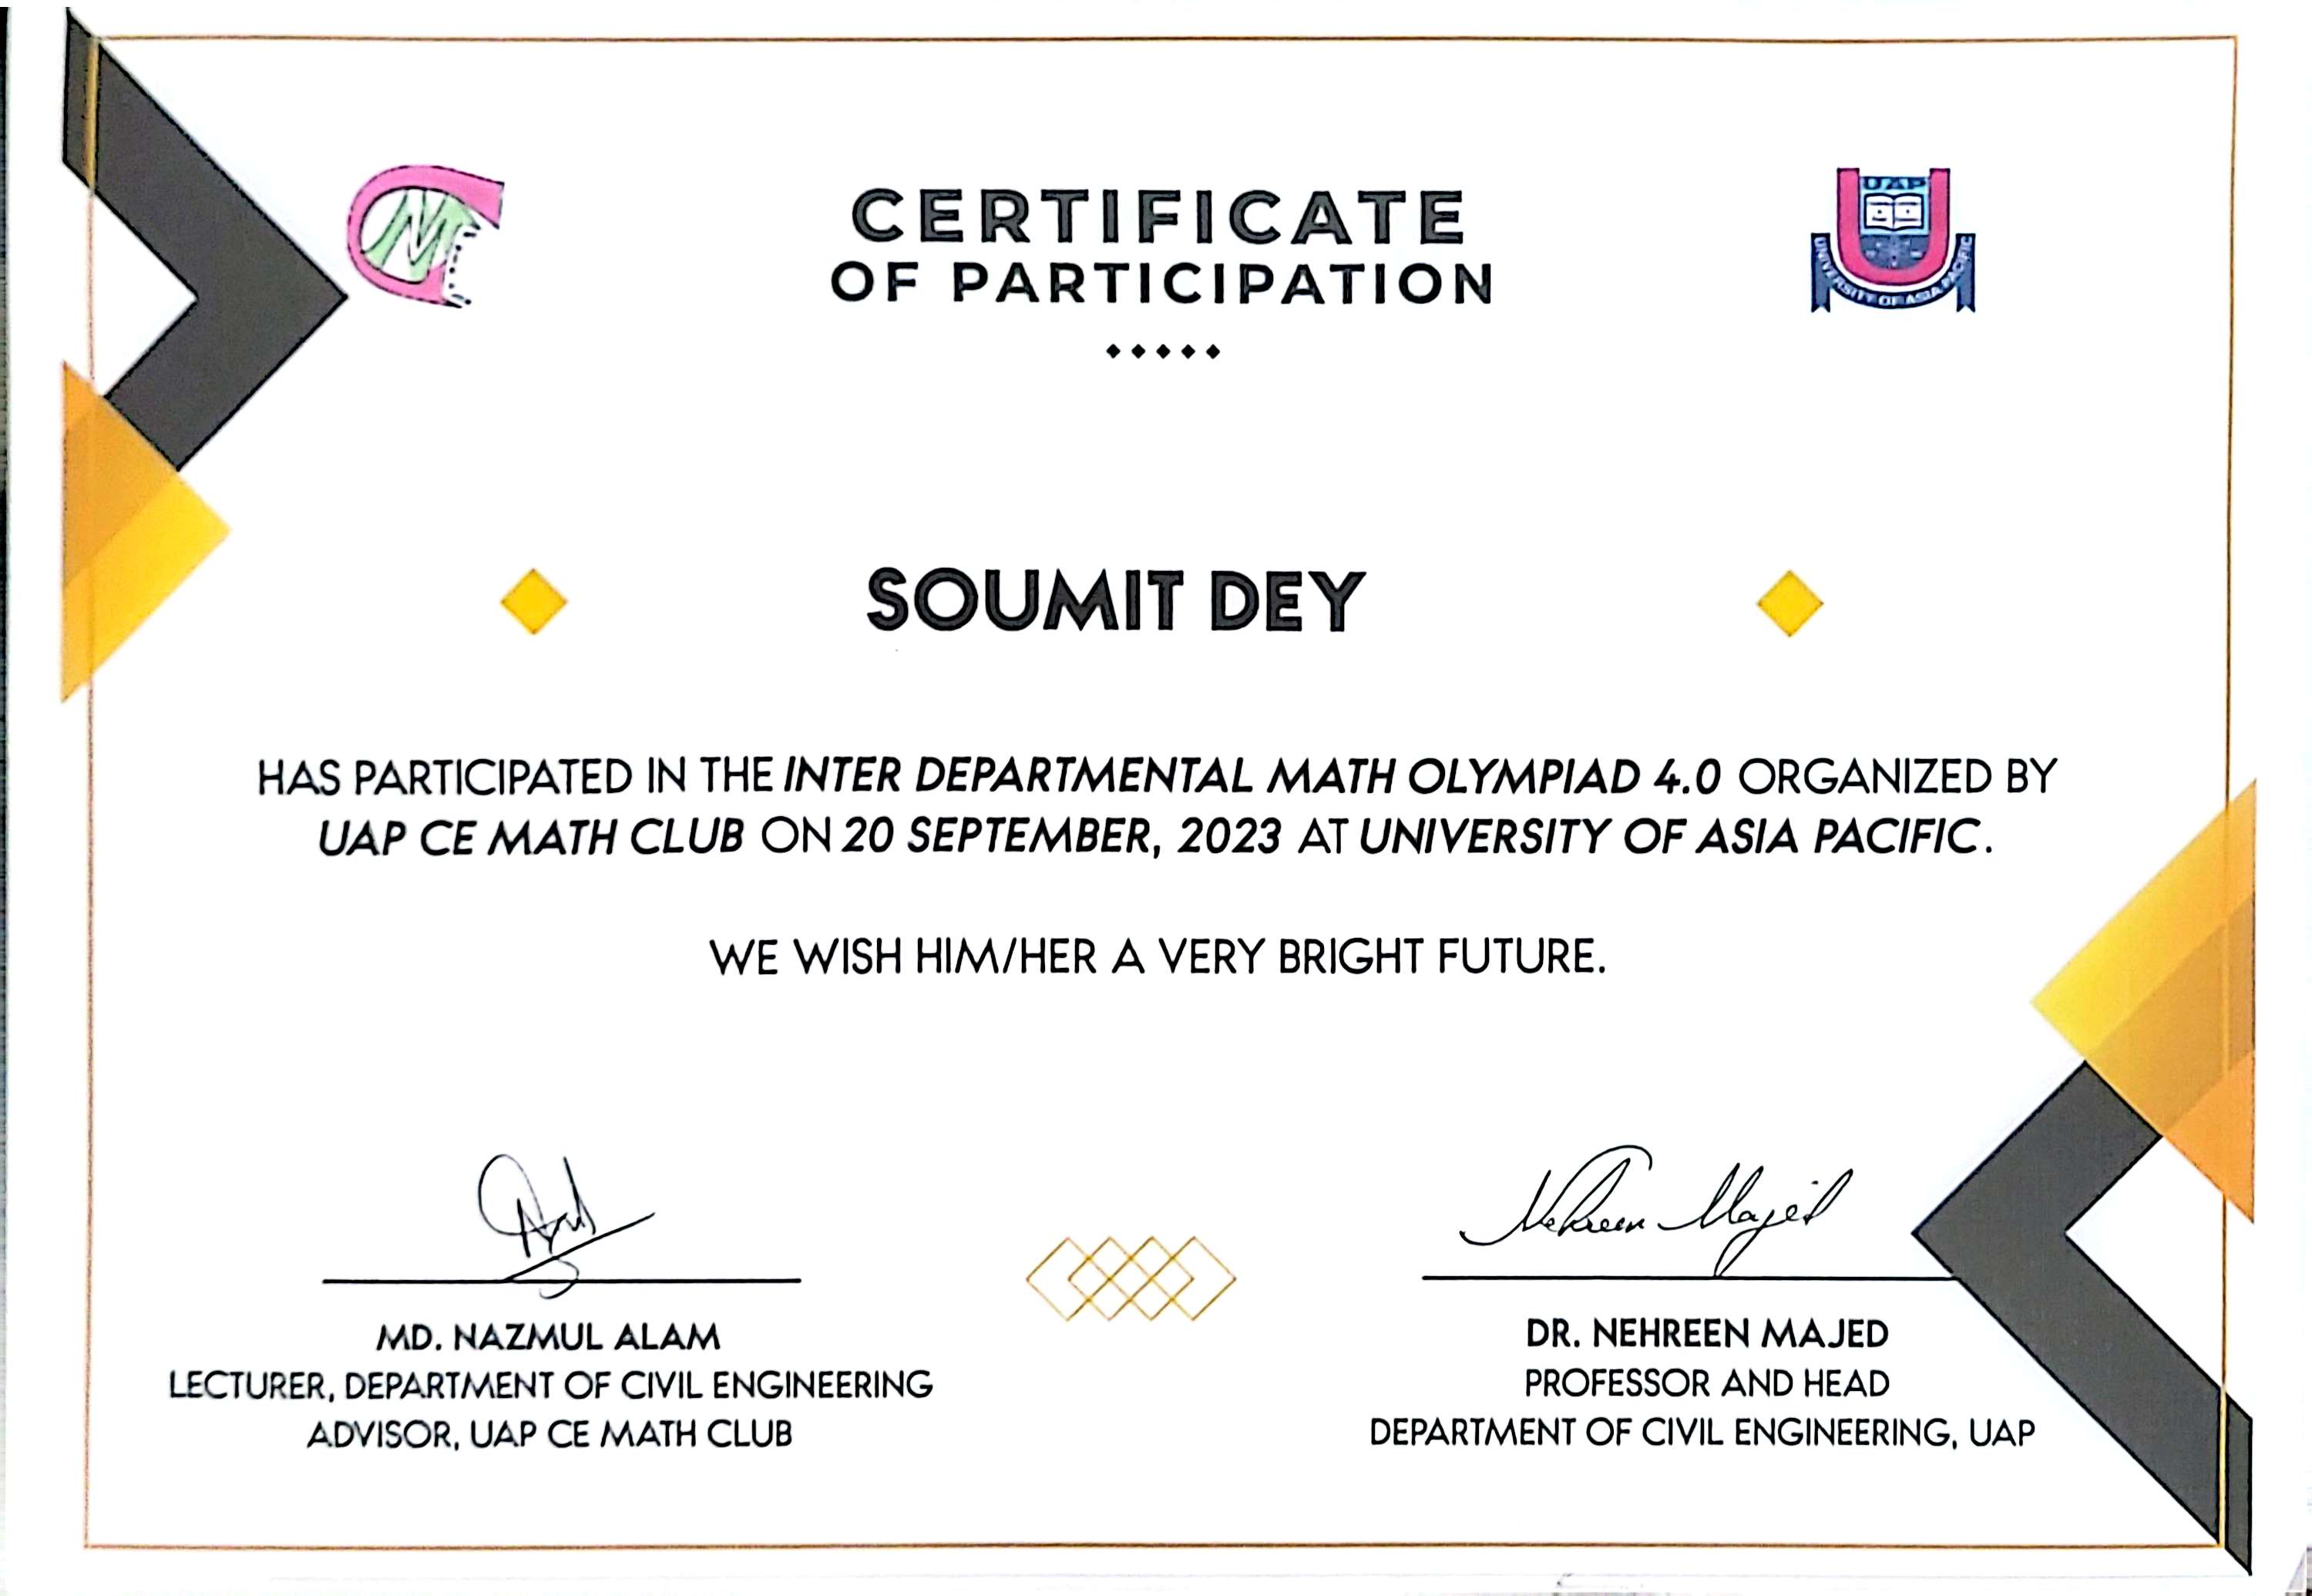 CERTIFICATE
OF PARTICIPATION
UAP
UNIVERSITY OF ASIA PACIFIC
SOUMIT DEY
HAS PARTICIPATED IN THE INTER DEPARTMENTAL MATH OLYMPIAD 4.0 ORGANIZED BY
UAP CE MATH CLUB ON 20 SEPTEMBER, 2023 AT UNIVERSITY OF ASIA PACIFIC.
WE WISH HIM/HER A VERY BRIGHT FUTURE.
Nehreen Majed
MD. NAZMUL ALAM
LECTURER, DEPARTMENT OF CIVIL ENGINEERING
ADVISOR, UAP CE MATH CLUB
DR. NEHREEN MAJED
PROFESSOR AND HEAD
DEPARTMENT OF CIVIL ENGINEERING, UAP